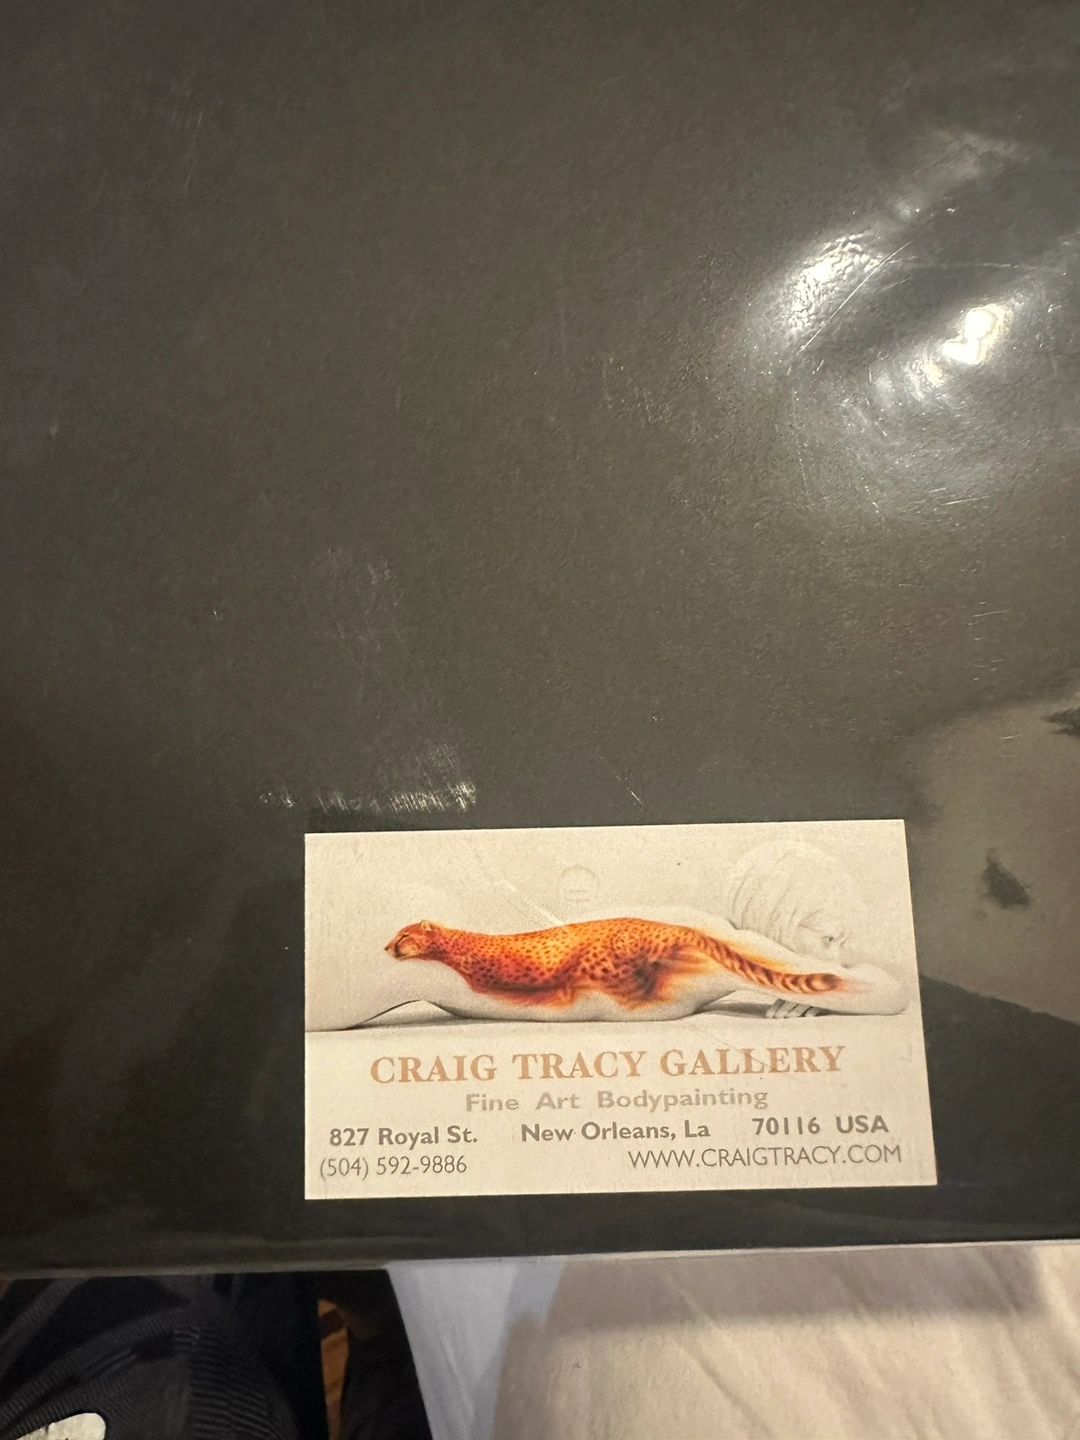 CRAIG TRACY GALLERY
Fine Art Bodypainting
827 Royal St. New Orleans, La 70116 USA
(504) 592-9886 WWW.CRAIGTRACY.COM